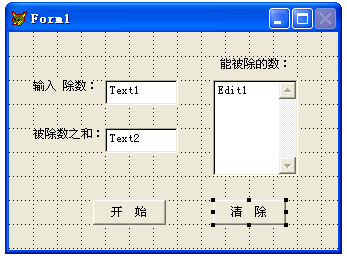 Form1
能被除的数：
输入 除数：
Text1
Edit1
被除数之和：
Text2
开 始
清 除